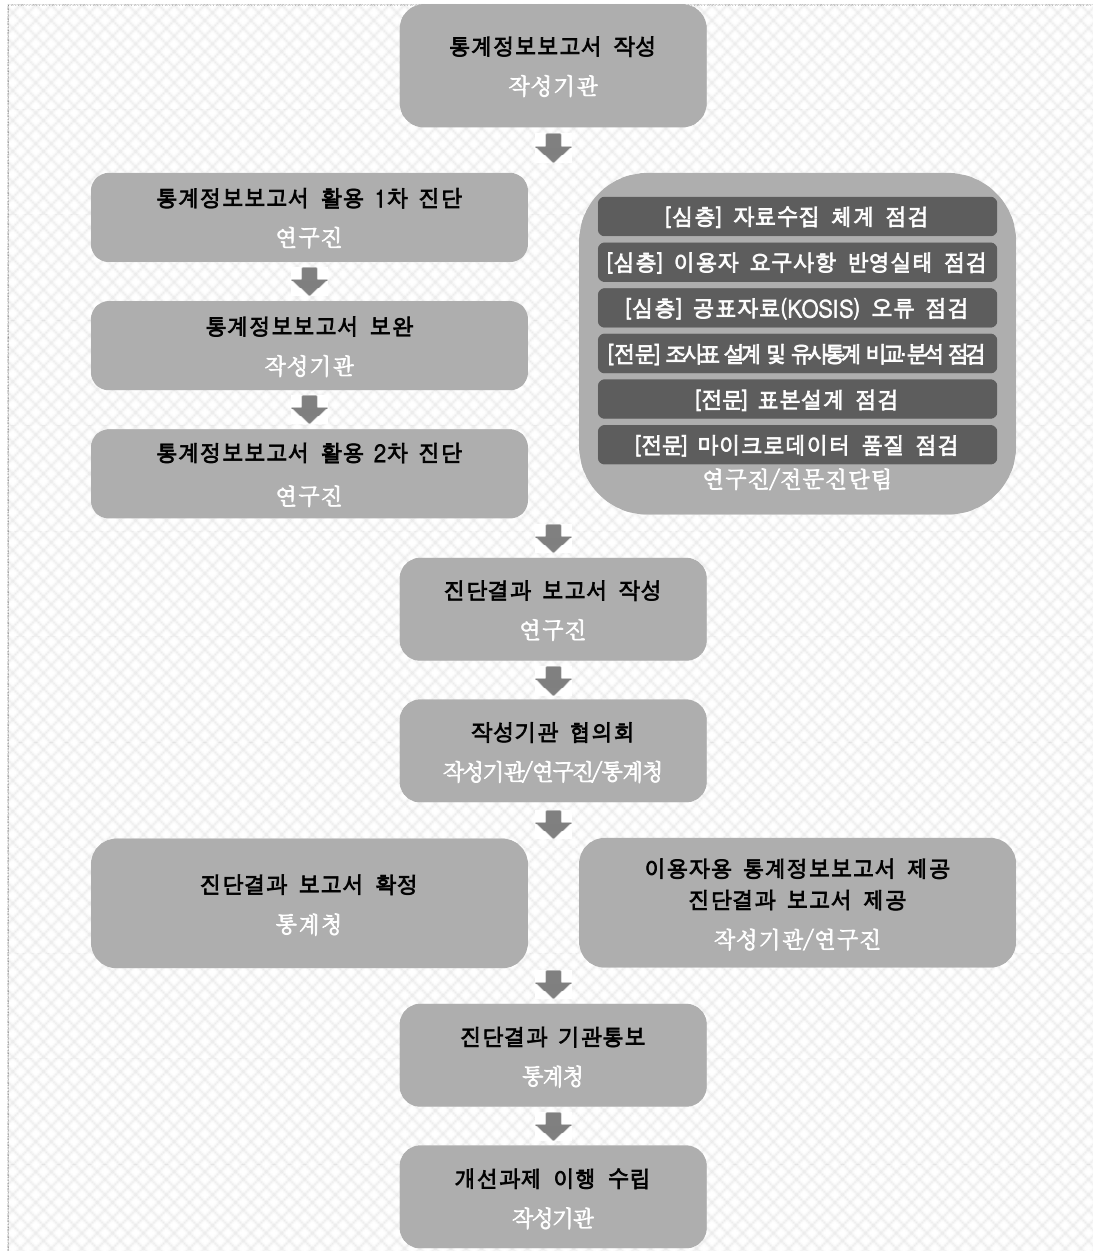 통계정보보고서 작성
작성기관
통계정보보고서 활용 1차 진단
연구진
통계정보보고서 보완
작성기관
통계정보보고서 활용 2차 진단
연구진
[심층] 자료수집 체계 점검
[심층] 이용자 요구사항 반영실태 점검
[심층] 공표자료(KOSIS) 오류 점검
[전문] 조사표 설계 및 유사통계 비교·분석 점검
[전문] 표본설계 점검
[전문] 마이크로데이터 품질 점검
연구진/전문진단팀
진단결과 보고서 작성
연구진
작성기관 협의회
작성기관/연구진/통계청
진단결과 보고서 확정
통계청
이용자용 통계정보보고서 제공
진단결과 보고서 제공
작성기관/연구진
진단결과 기관통보
통계청
개선과제 이행 수립
작성기관